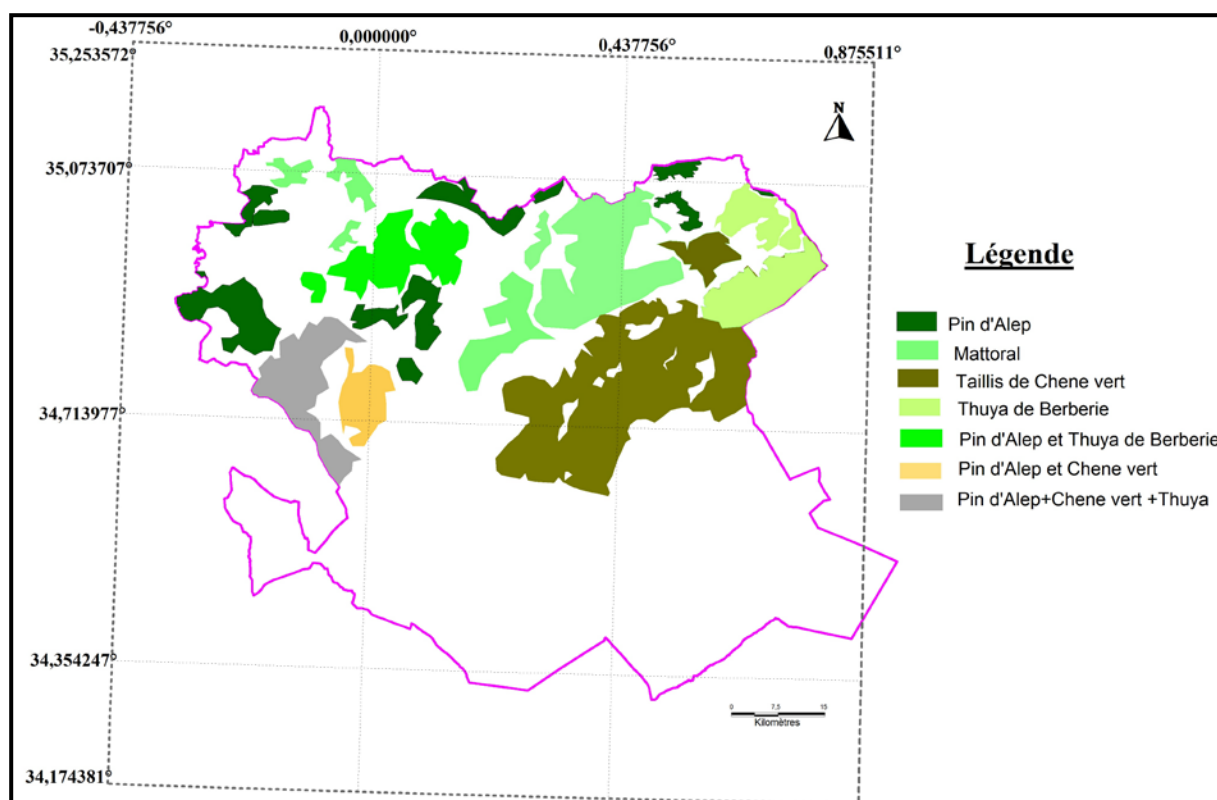 -0,437756°
0,000000°
0,437756°
0,875511°
35,253572°
N
35,073707°
Légende
Pin d'Alep
Mattoral
Taillis de Chene vert
Thuya de Berberie
34,713977°
Pin d'Alep et Thuya de Berberie
Pin d'Alep et Chene vert
Pin d'Alep+Chene vert +Thuya
34,354247°
0 7,5 15
Kilomètres
34,174381°